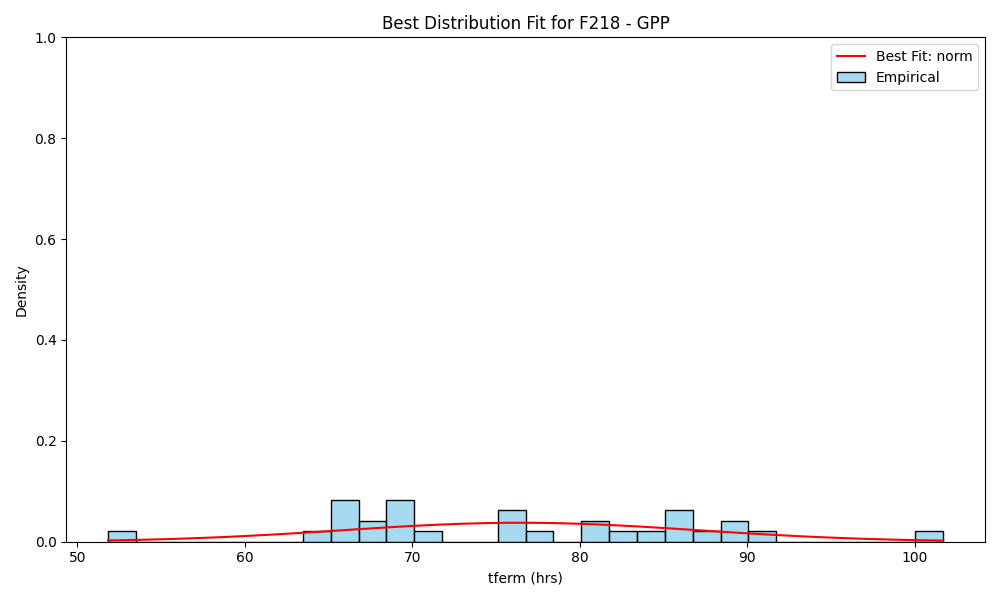 Best Distribution Fit for F218 - GPP
Best Fit: norm
Empirical
Density
1.0
0.8
0.6
0.4
0.2
0.0
50 60 70 80 90 100
tferm (hrs)